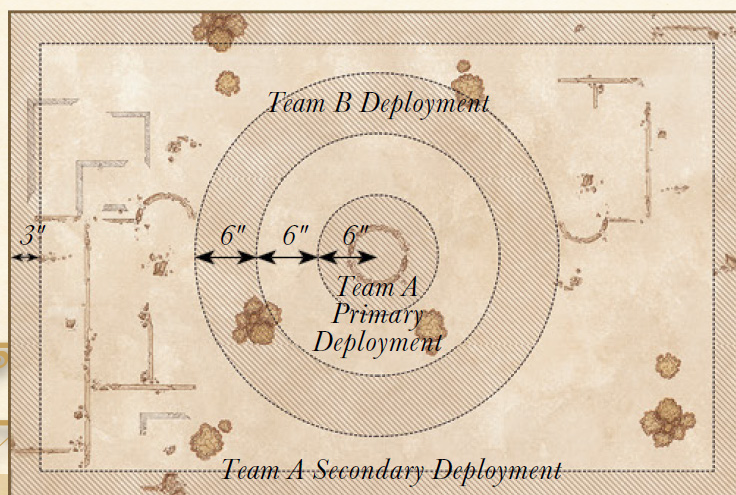 Team B Deployment
3" 6" 6" 6"
Team A
Primary
Deployment
Team A Secondary Deployment